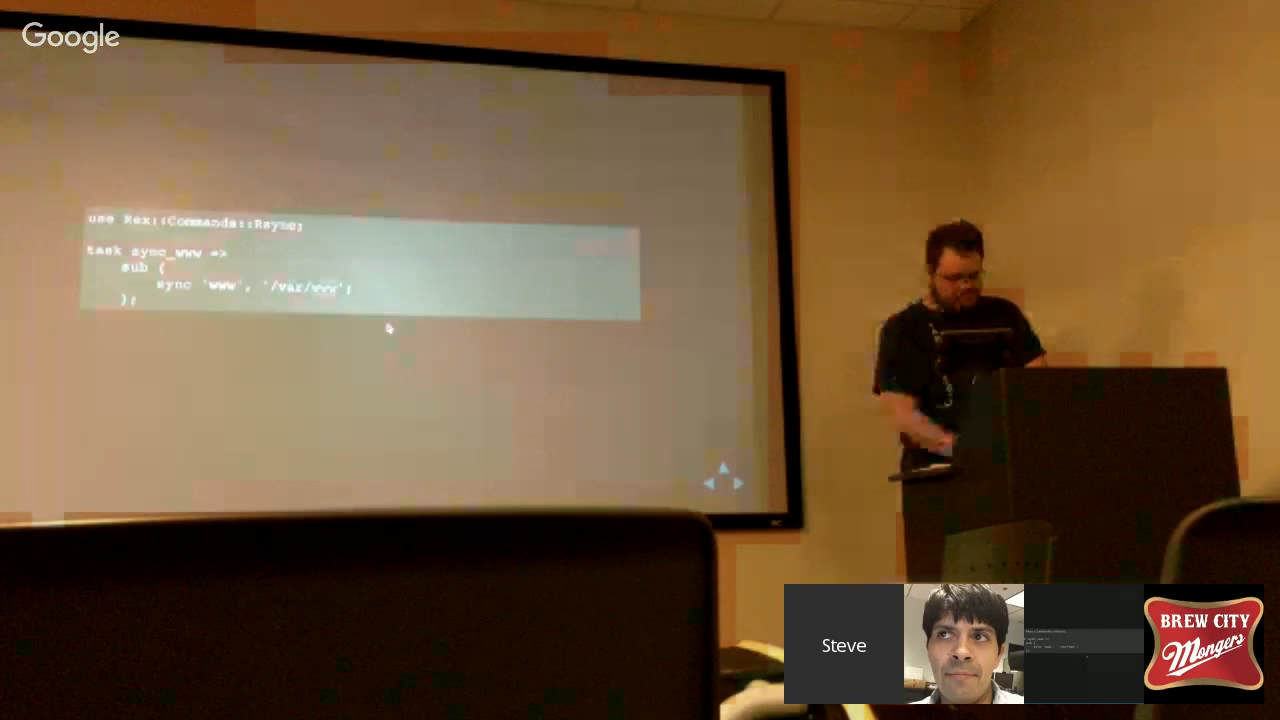 Google
use Rex::Commands::Rsync;
task sync_www =>
sub {
sync 'www', '/var/www';
};
Steve
BREW CITY
Mongers